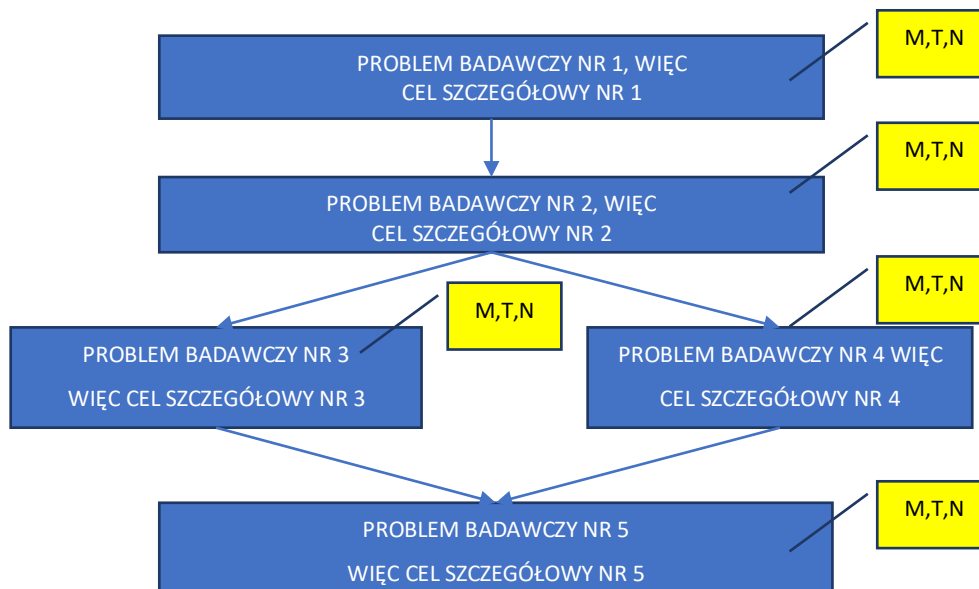 M,T,N
PROBLEM BADAWCZY NR 1, WIĘC
CEL SZCZEGÓŁOWY NR 1
M,T,N
PROBLEM BADAWCZY NR 2, WIĘC
CEL SZCZEGÓŁOWY NR 2
M,T,N
M,T,N
PROBLEM BADAWCZY NR 3
WIĘC CEL SZCZEGÓŁOWY NR 3
PROBLEM BADAWCZY NR 4 WIĘC
CEL SZCZEGÓŁOWY NR 4
M,T,N
PROBLEM BADAWCZY NR 5
WIĘC CEL SZCZEGÓŁOWY NR 5